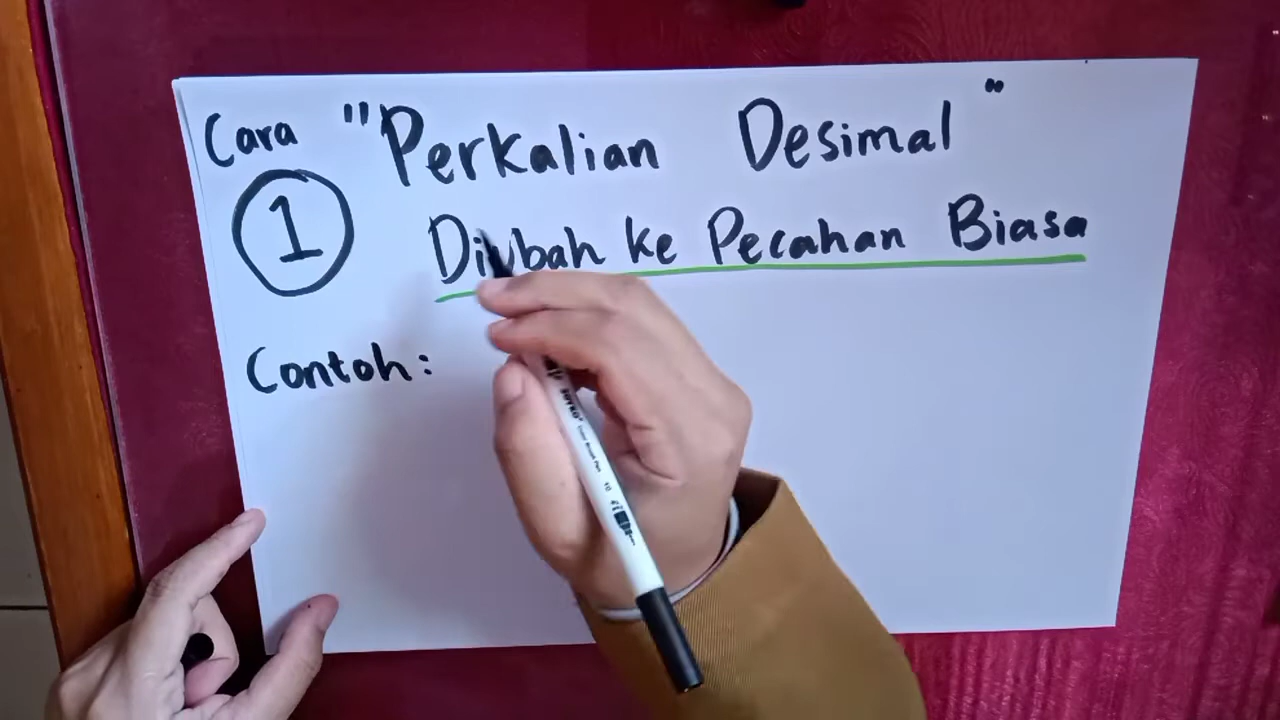 Cara "Perkalian Desimal"
1 Diubah ke Pecahan Biasa
Contoh: